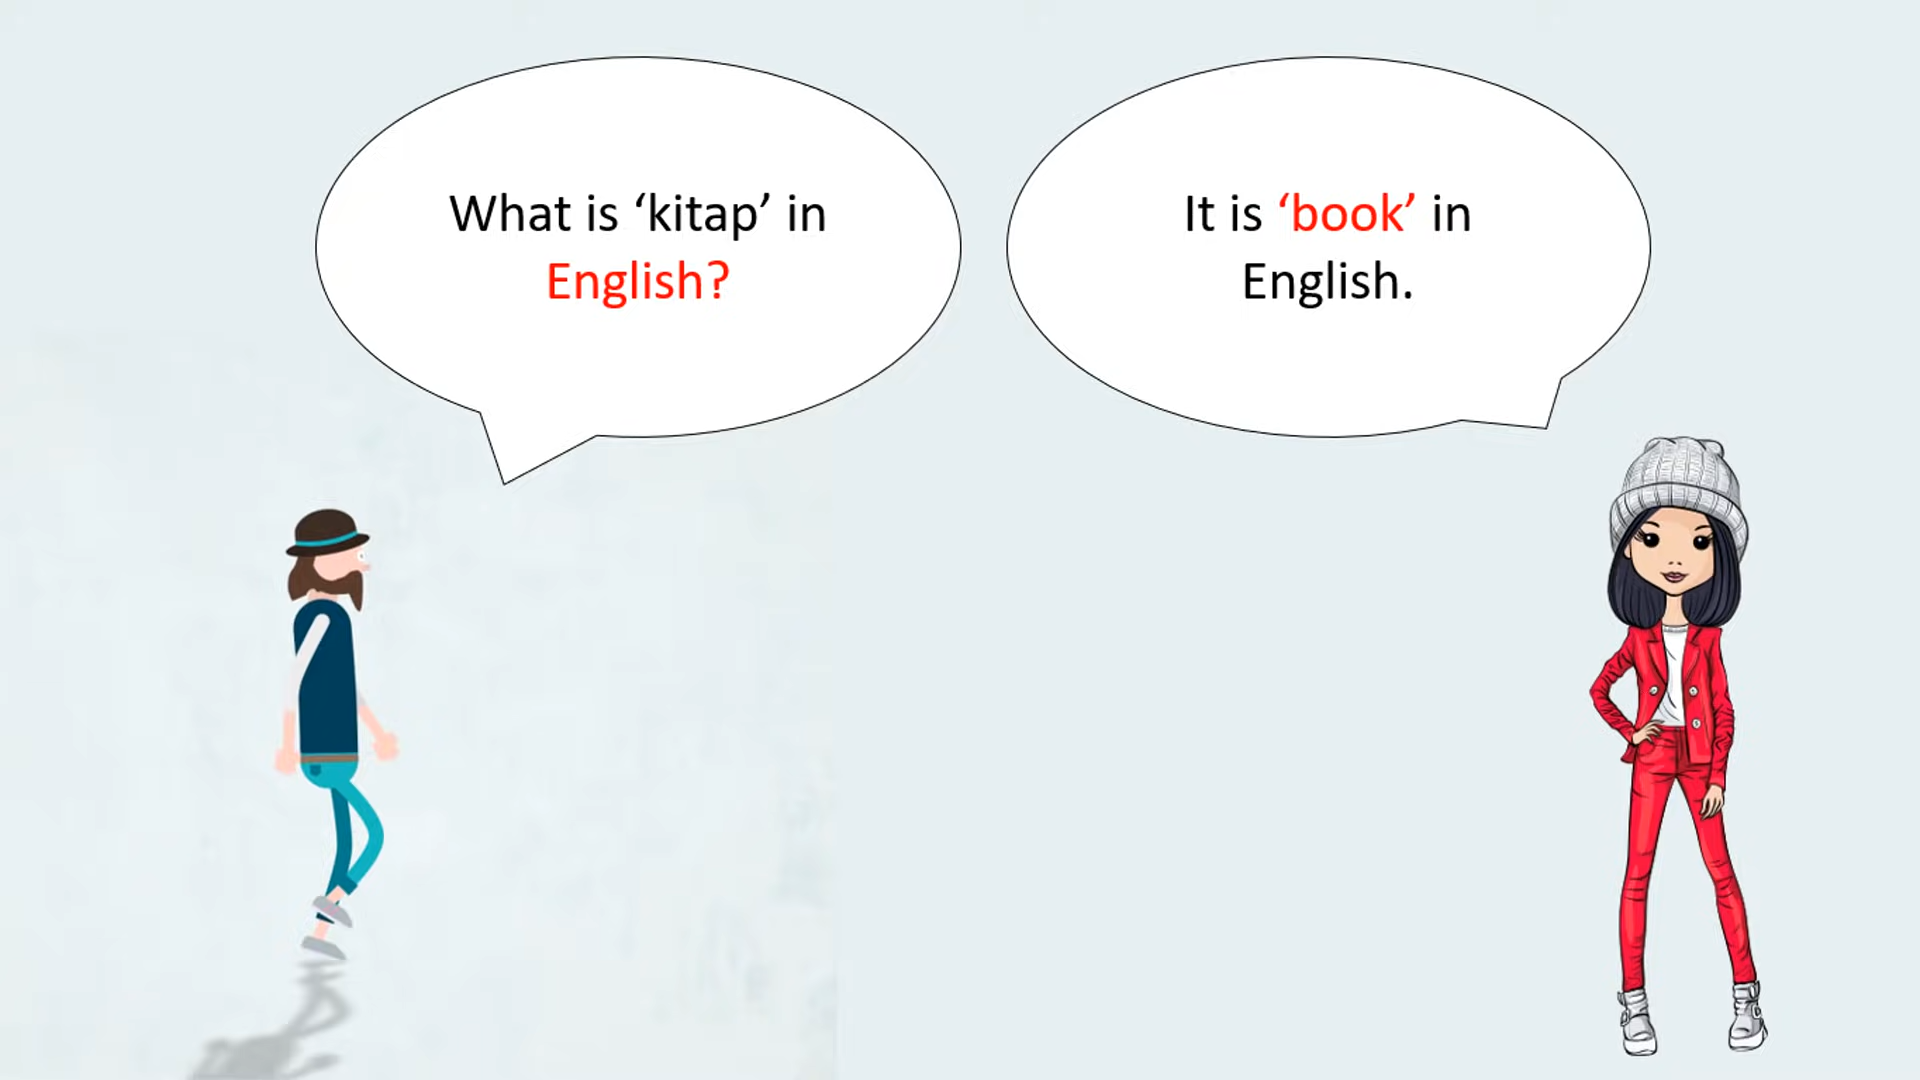 What is ‘kitap’ in
English?
It is ‘book’ in
English.